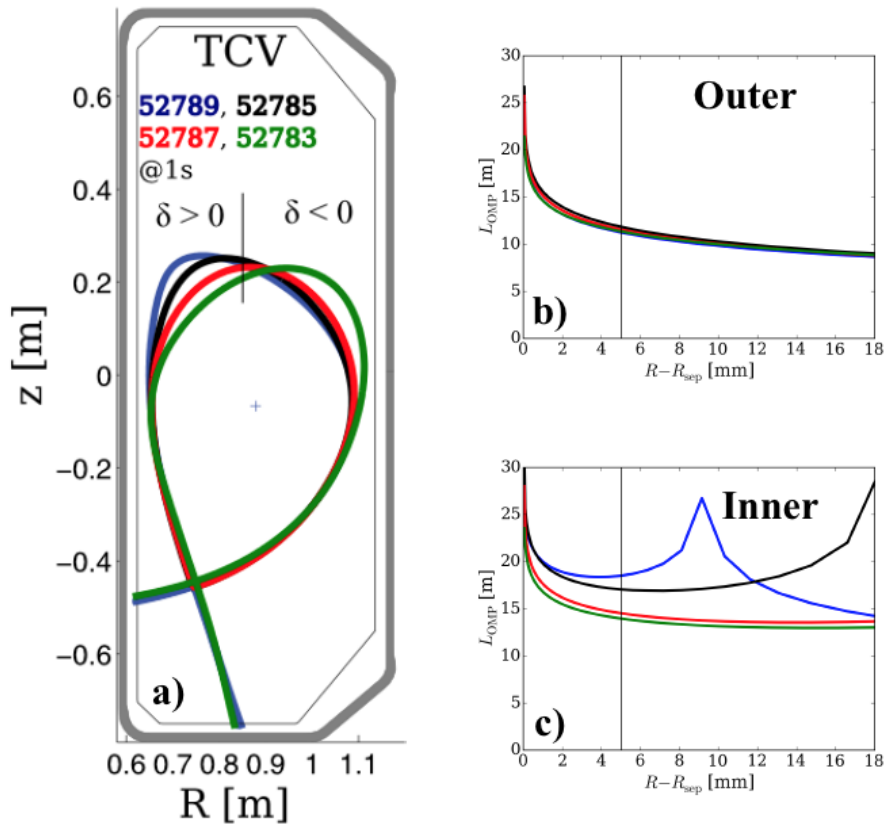 TCV
52789, 52785
52787, 52783
@1s
δ > 0
δ < 0
0.6
0.4
0.2
0
−0.2
−0.4
−0.6
z [m]
a)
0.6 0.7 0.8 0.9 1 1.1
R [m]
30
25
20
15
10
5
0
L_OMP [m]
Outer
b)
0 2 4 6 8 10 12 14 16 18
R−R_sep [mm]
30
25
20
15
10
5
0
L_OMP [m]
Inner
c)
0 2 4 6 8 10 12 14 16 18
R−R_sep [mm]